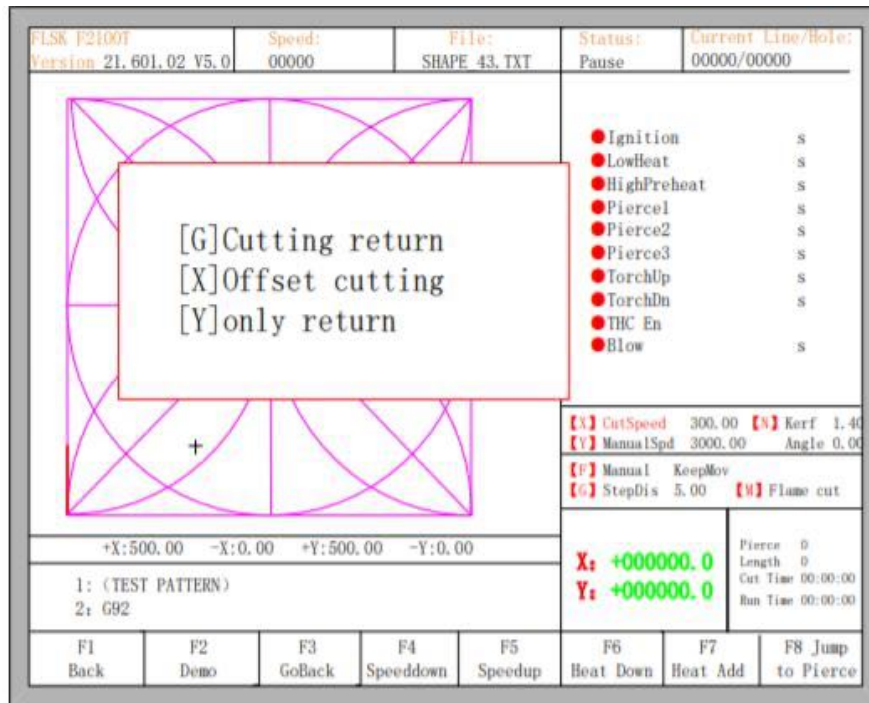 FLSK F2100T
Version 21.601.02 V5.0
Speed:
00000
File:
SHAPE_43.TXT
Status:
Pause
Current Line/Hole:
00000/00000
[G]Cutting return
[X]Offset cutting
[Y]only return
Ignition s
LowHeat s
HighPreheat s
Pierce1 s
Pierce2 s
Pierce3 s
TorchUp s
TorchDn s
THC En
Blow s
【X】CutSpeed 300.00 【N】Kerf 1.40
【Y】ManualSpd 3000.00 Angle 0.00
【F】Manual KeepMov
【G】StepDis 5.00 【M】Flame cut
+X:500.00 -X:0.00 +Y:500.00 -Y:0.00
1: (TEST PATTERN)
2: G92
X: +000000.0
Y: +000000.0
Pierce 0
Length 0
Cut Time 00:00:00
Run Time 00:00:00
F1 Back
F2 Demo
F3 GoBack
F4 Speeddown
F5 Speedup
F6 Heat Down
F7 Heat Add
F8 Jump to Pierce